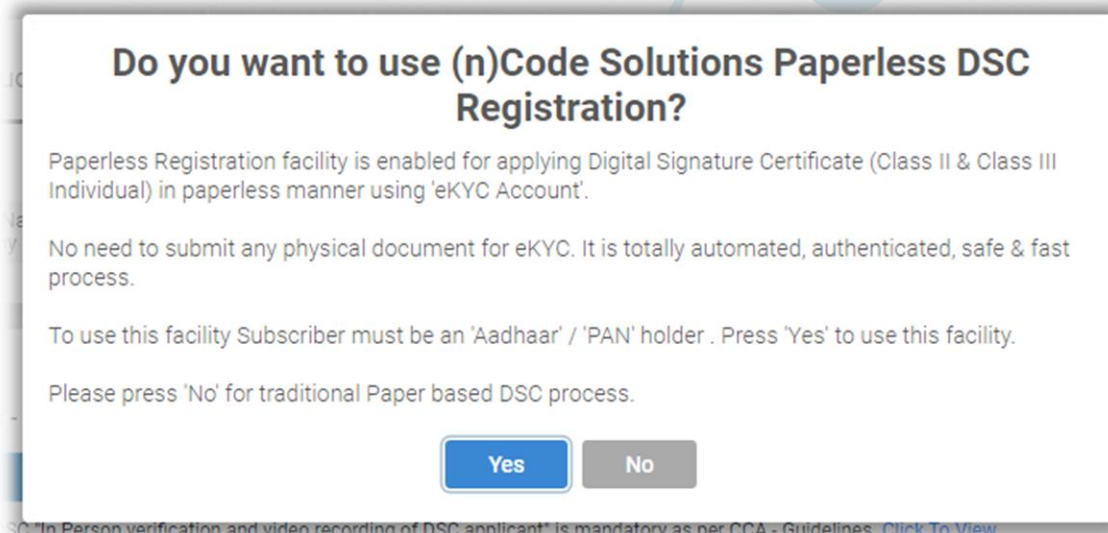 Do you want to use (n)Code Solutions Paperless DSC
Registration?
Paperless Registration facility is enabled for applying Digital Signature Certificate (Class II & Class III
Individual) in paperless manner using 'eKYC Account'.
No need to submit any physical document for eKYC. It is totally automated, authenticated, safe & fast
process.
To use this facility Subscriber must be an 'Aadhaar' / 'PAN' holder . Press 'Yes' to use this facility.
Please press 'No' for traditional Paper based DSC process.
Yes No
DSC "In Person verification and video recording of DSC applicant" is mandatory as per CCA - Guidelines. Click To View